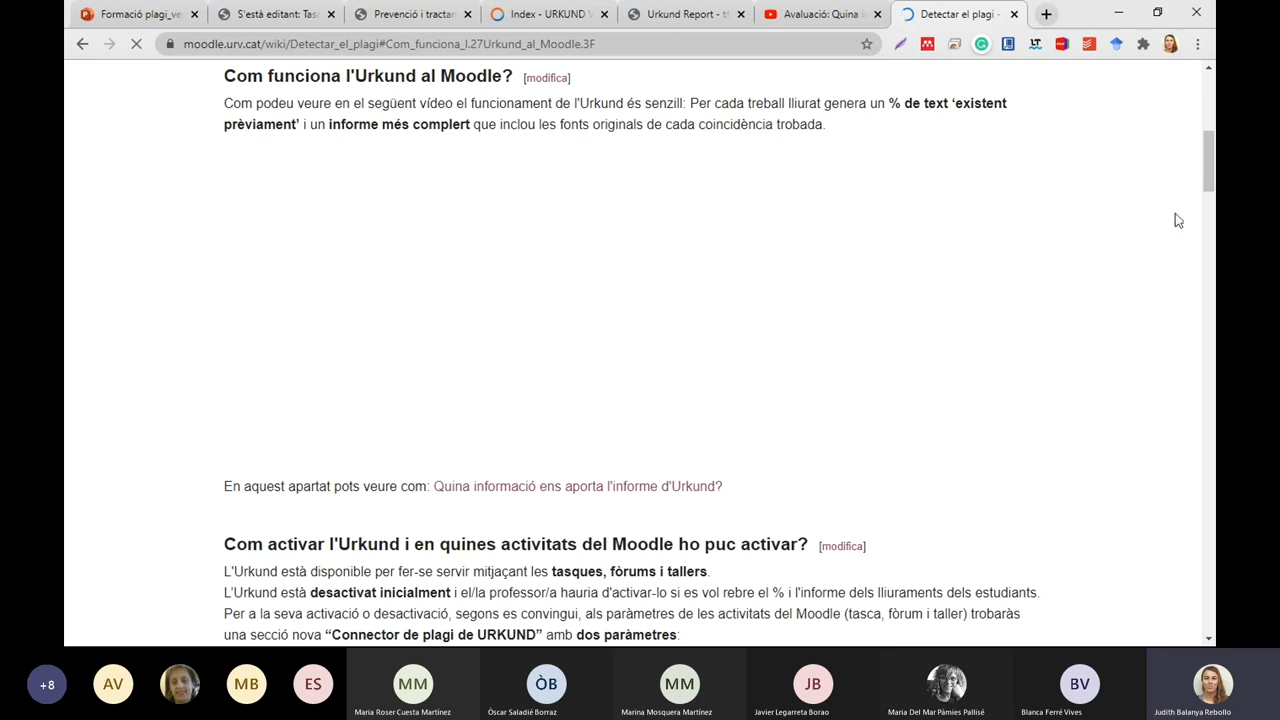 Formació plagi_ve
S'està editant: Tasc
Prevenció i tractam
Index - URKUND V
Urkund Report - tf
Avaluació: Quina i
Detectar el plagi -
moodle.urv.cat/wiki/Detectar_el_plagi#Com_funciona_l.27Urkund_al_Moodle.3F
Com funciona l'Urkund al Moodle? [modifica]
Com podeu veure en el següent vídeo el funcionament de l'Urkund és senzill: Per cada treball lliurat genera un % de text ‘existent
prèviament’ i un informe més complert que inclou les fonts originals de cada coincidència trobada.
En aquest apartat pots veure com: Quina informació ens aporta l'informe d'Urkund?
Com activar l'Urkund i en quines activitats del Moodle ho puc activar? [modifica]
L'Urkund està disponible per fer-se servir mitjaçant les tasques, fòrums i tallers.
L'Urkund està desactivat inicialment i el/la professor/a hauria d'activar-lo si es vol rebre el % i l'informe dels lliuraments dels estudiants.
Per a la seva activació o desactivació, segons es convingui, als paràmetres de les activitats del Moodle (tasca, fòrum i taller) trobaràs
una secció nova “Connector de plagi de URKUND” amb dos paràmetres:
+8
AV
MB
ES
MM
ÒB
MM
JB
BV
Maria Roser Cuesta Martínez
Òscar Saladié Borraz
Marina Mosquera Martínez
Javier Legarreta Borao
Maria Del Mar Pàmies Pallisé
Blanca Ferré Vives
Judith Balanya Rebollo